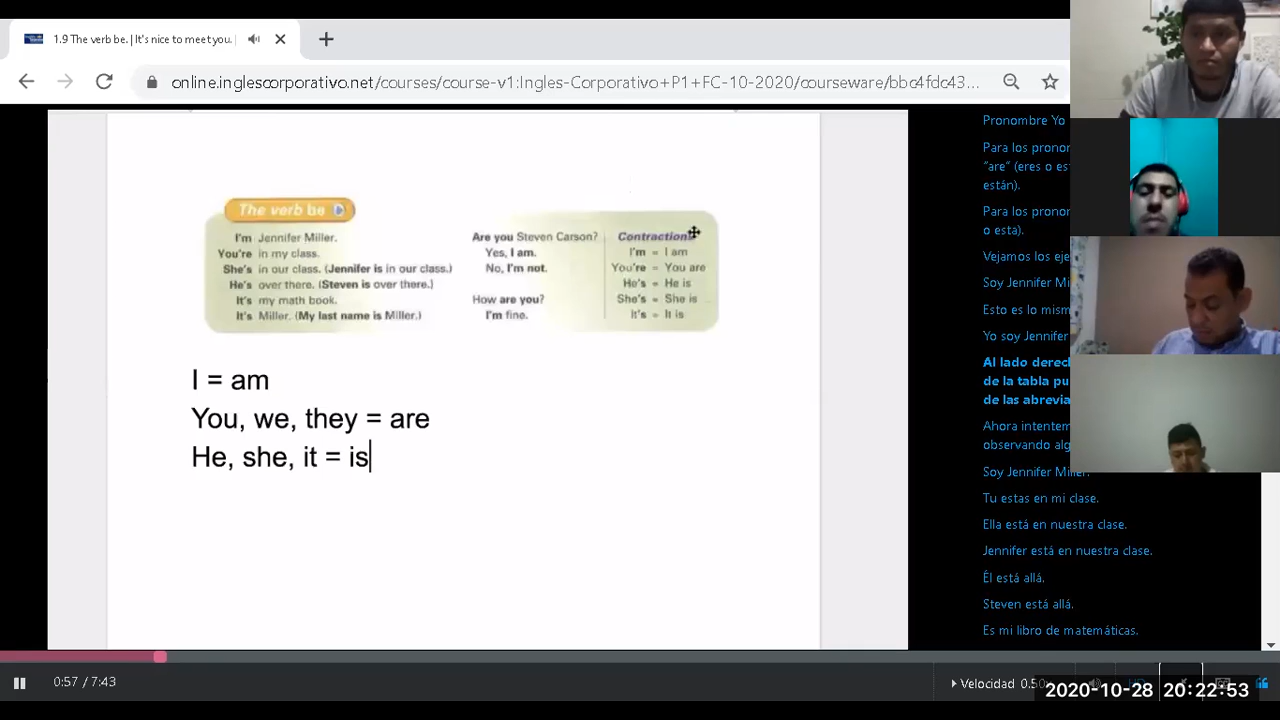 1.9 The verb be. | It's nice to meet you.
online.inglescorporativo.net/courses/course-v1:Ingles-Corporativo+P1+FC-10-2020/courseware/bbc4fdc43...
The verb be
I'm Jennifer Miller.
You're in my class.
She's in our class. (Jennifer is in our class.)
He's over there. (Steven is over there.)
It's my math book.
It's Miller. (My last name is Miller.)
Are you Steven Carson?
Yes, I am.
No, I'm not.
How are you?
I'm fine.
Contractions
I'm = I am
You're = You are
He's = He is
She's = She is
It's = It is
I = am
You, we, they = are
He, she, it = is
Pronombre Yo
Para los pronom
"are" (eres o est
están).
Para los pronom
o esta).
Vejamos los eje
Soy Jennifer Mi
Esto es lo mism
Yo soy Jennifer
Al lado derech
de la tabla pu
de las abrevia
Ahora intentem
observando alg
Soy Jennifer Miller.
Tu estas en mi clase.
Ella está en nuestra clase.
Jennifer está en nuestra clase.
Él está allá.
Steven está allá.
Es mi libro de matemáticas.
0:57 / 7:43
Velocidad 0.50x
2020-10-28 20:22:53